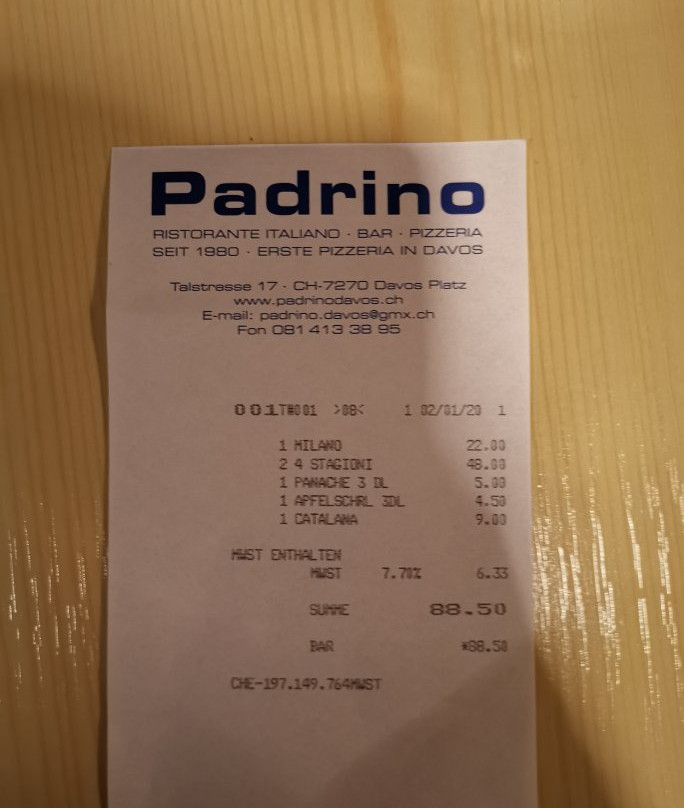 Padrino
RISTORANTE ITALIANO · BAR · PIZZERIA
SEIT 1980 · ERSTE PIZZERIA IN DAVOS
Talstrasse 17 · CH-7270 Davos Platz
www.padrinodavos.ch
E-mail: padrino.davos@gmx.ch
Fon 081 413 38 95
001T#001 >08< 1 02/01/20 1
1 MILANO 22.00
2 4 STAGIONI 48.00
1 PANACHE 3 DL 5.00
1 APFELSCHRL 3DL 4.50
1 CATALANA 9.00
MWST ENTHALTEN
MWST 7.70% 6.33
SUMME 88.50
BAR *88.50
CHE-197.149.764MWST